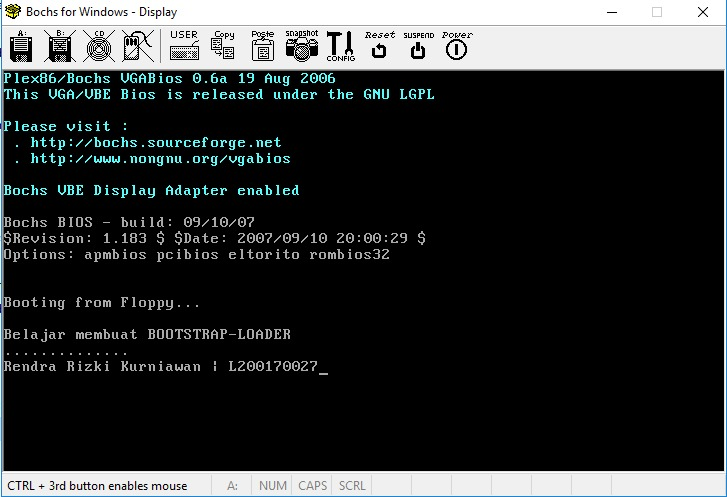 Bochs for Windows - Display
A: B: CD USER Copy Paste Snapshot CONFIG Reset SUSPEND Power
Plex86/Bochs VGABios 0.6a 19 Aug 2006
This VGA/VBE Bios is released under the GNU LGPL
Please visit :
. http://bochs.sourceforge.net
. http://www.nongnu.org/vgabios
Bochs VBE Display Adapter enabled
Bochs BIOS - build: 09/10/07
$Revision: 1.183 $ $Date: 2007/09/10 20:00:29 $
Options: apmbios pcibios eltorito rombios32
Booting from Floppy...
Belajar membuat BOOTSTRAP-LOADER
..............
Rendra Rizki Kurniawan | L200170027_
CTRL + 3rd button enables mouse A: NUM CAPS SCRL